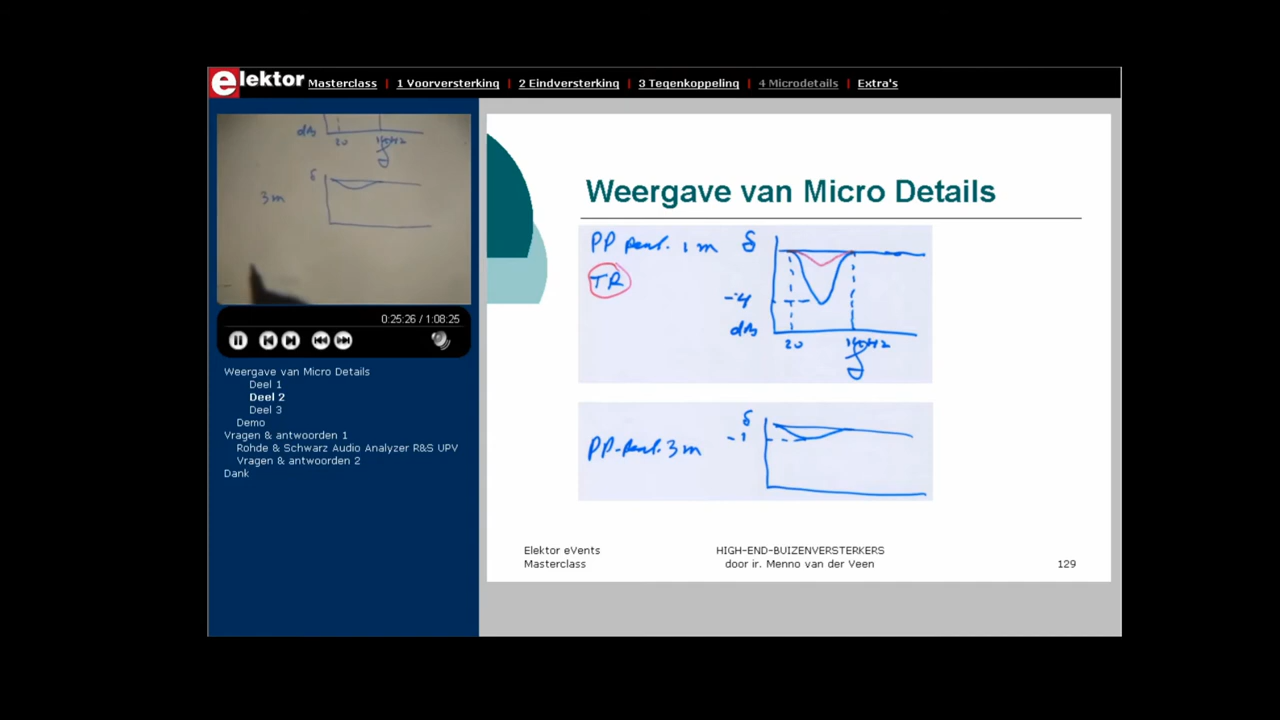 elektor Masterclass | 1 Voorversterking | 2 Eindversterking | 3 Tegenkoppeling | 4 Microdetails | Extra's
20
δ
3 m
0:25:26 / 1:08:25
Weergave van Micro Details
Deel 1
Deel 2
Deel 3
Demo
Vragen & antwoorden 1
Rohde & Schwarz Audio Analyzer R&S UPV
Vragen & antwoorden 2
Dank
Weergave van Micro Details
PP pent. 1 m δ
TR
-4
dB
20
PP-pent. 3 m δ
-1
Elektor eVents
Masterclass
HIGH-END-BUIZENVERSTERKERS
door ir. Menno van der Veen
129